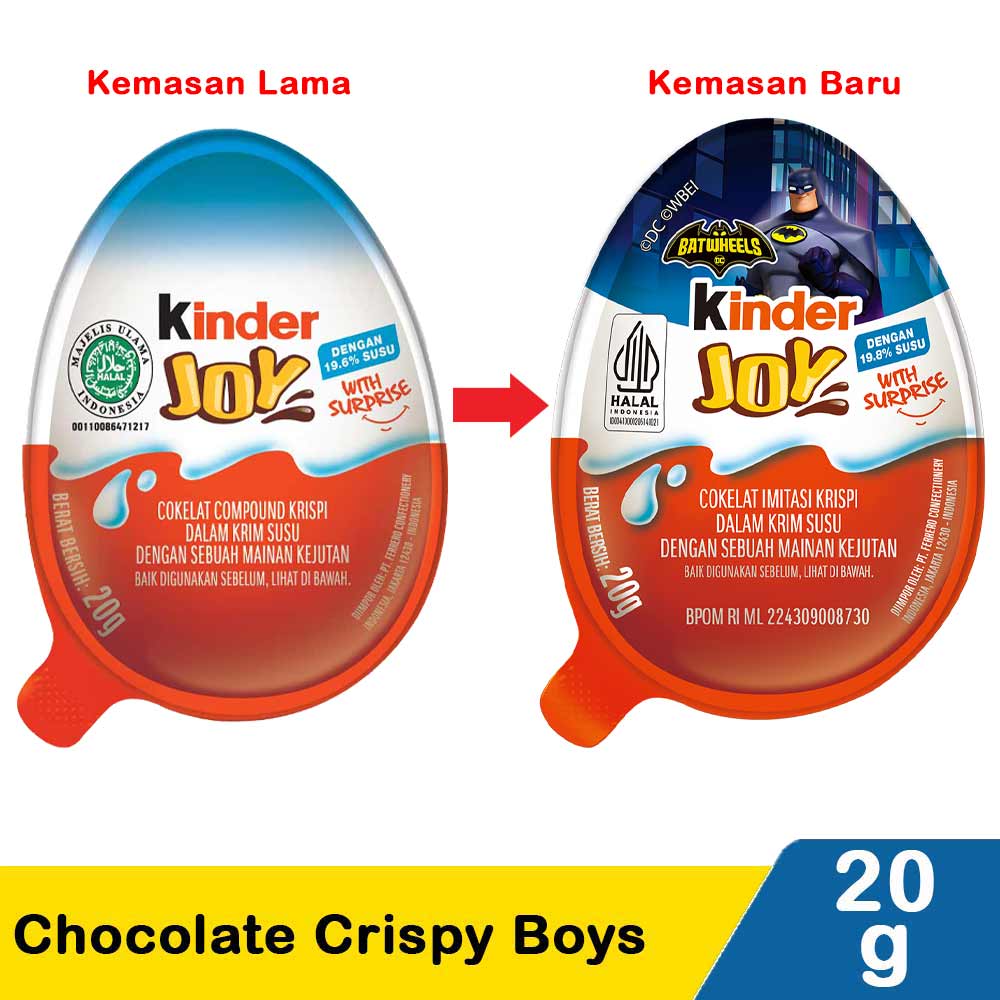 Kemasan Lama
Kemasan Baru
Kinder
JOY
DENGAN
19.6% SUSU
WITH
SURPRISE
MAJELIS ULAMA
حلال
HALAL
INDONESIA
00110086471217
COKELAT COMPOUND KRISPI
DALAM KRIM SUSU
DENGAN SEBUAH MAINAN KEJUTAN
BAIK DIGUNAKAN SEBELUM, LIHAT DI BAWAH.
BERAT BERSIH: 20g
DIIMPOR OLEH: PT. FERRERO CONFECTIONERY
INDONESIA, JAKARTA 12430 - INDONESIA
©DC ©WBEI
BATWHEELS
DC
Kinder
JOY
DENGAN
19.8% SUSU
WITH
SURPRISE
HALAL
INDONESIA
COKELAT IMITASI KRISPI
DALAM KRIM SUSU
DENGAN SEBUAH MAINAN KEJUTAN
BAIK DIGUNAKAN SEBELUM, LIHAT DI BAWAH.
BPOM RI ML 224309008730
BERAT BERSIH: 20g
DIIMPOR OLEH: PT. FERRERO CONFECTIONERY
INDONESIA, JAKARTA 12430 - INDONESIA
Chocolate Crispy Boys
20
g